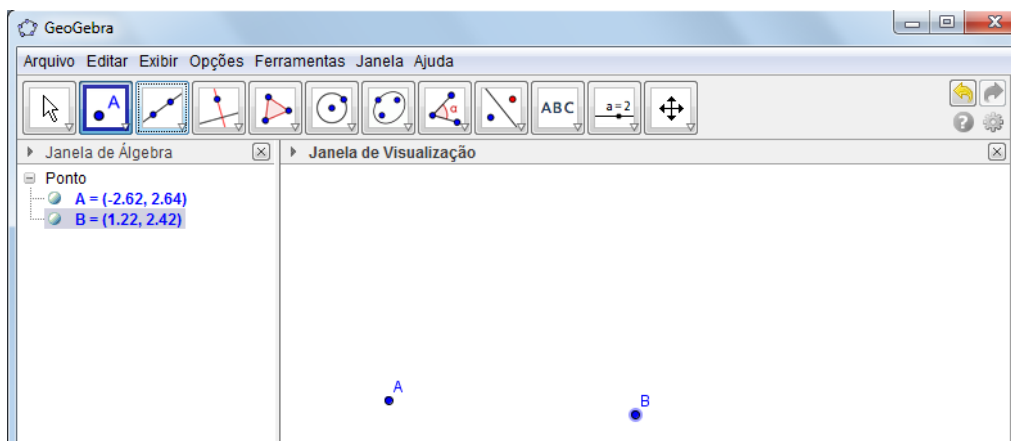 GeoGebra
Arquivo Editar Exibir Opções Ferramentas Janela Ajuda
A α ABC a=2
Janela de Álgebra
Janela de Visualização
Ponto
A = (-2.62, 2.64)
B = (1.22, 2.42)
A
B